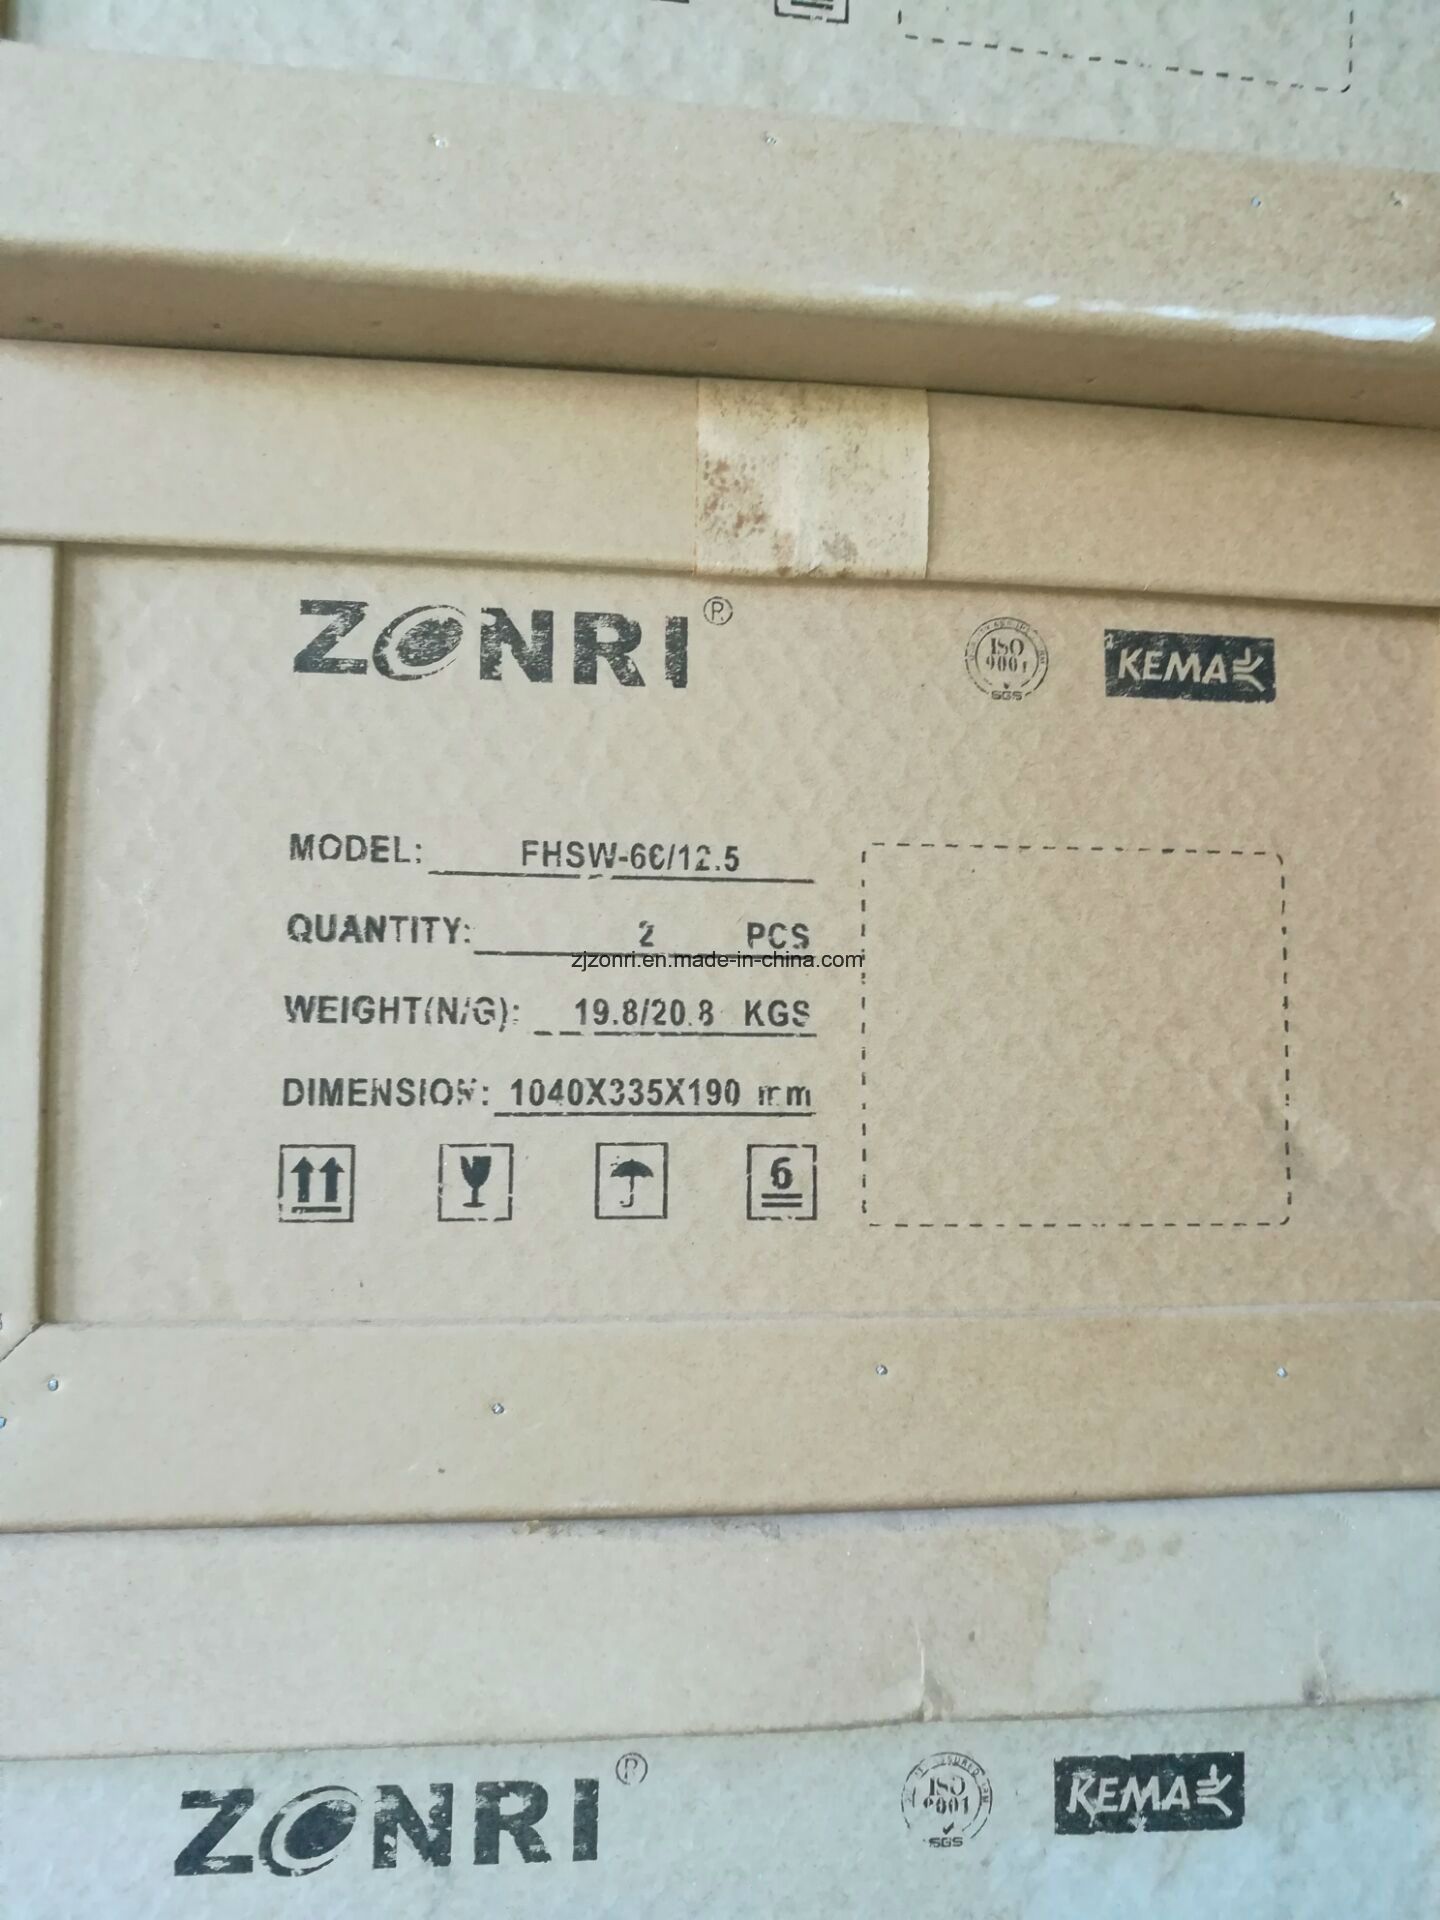 ZONRI®
ISO
9001
SGS
KEMA
MODEL: FHSW-66/12.5
QUANTITY: 2 PCS
zjzonri.en.made-in-china.com
WEIGHT(N/G): 19.8/20.8 KGS
DIMENSION: 1040X335X190 mm
6
ZONRI®
ISO
9001
SGS
KEMA